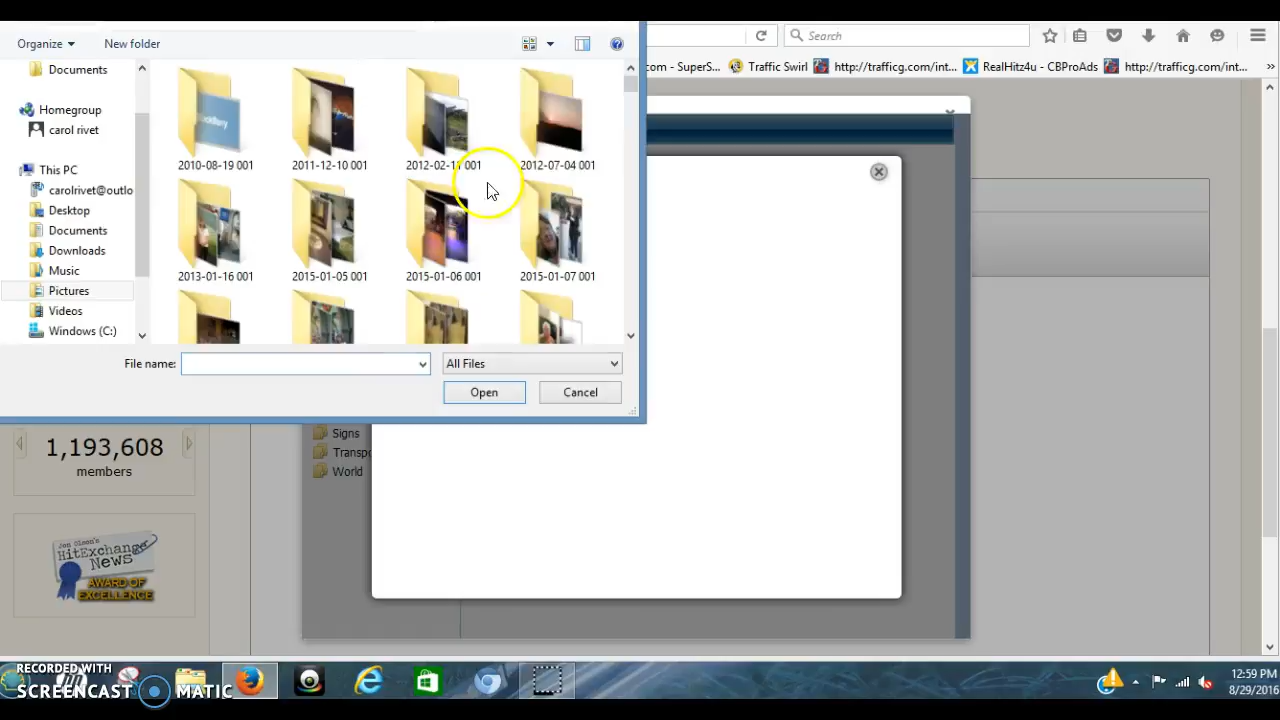 Organize
New folder
Search
Documents
Homegroup
carol rivet
This PC
carolrivet@outlo
Desktop
Documents
Downloads
Music
Pictures
Videos
Windows (C:)
2010-08-19 001
2011-12-10 001
2012-02-11 001
2012-07-04 001
2013-01-16 001
2015-01-05 001
2015-01-06 001
2015-01-07 001
File name:
All Files
Open
Cancel
.com - SuperS...
Traffic Swirl
http://trafficg.com/int...
RealHitz4u - CBProAds
http://trafficg.com/int...
»
Signs
Transpo
World
1,193,608
members
Jon Olson's
HitExchange
News
AWARD OF
EXCELLENCE
RECORDED WITH
SCREENCAST MATIC
12:59 PM
8/29/2016